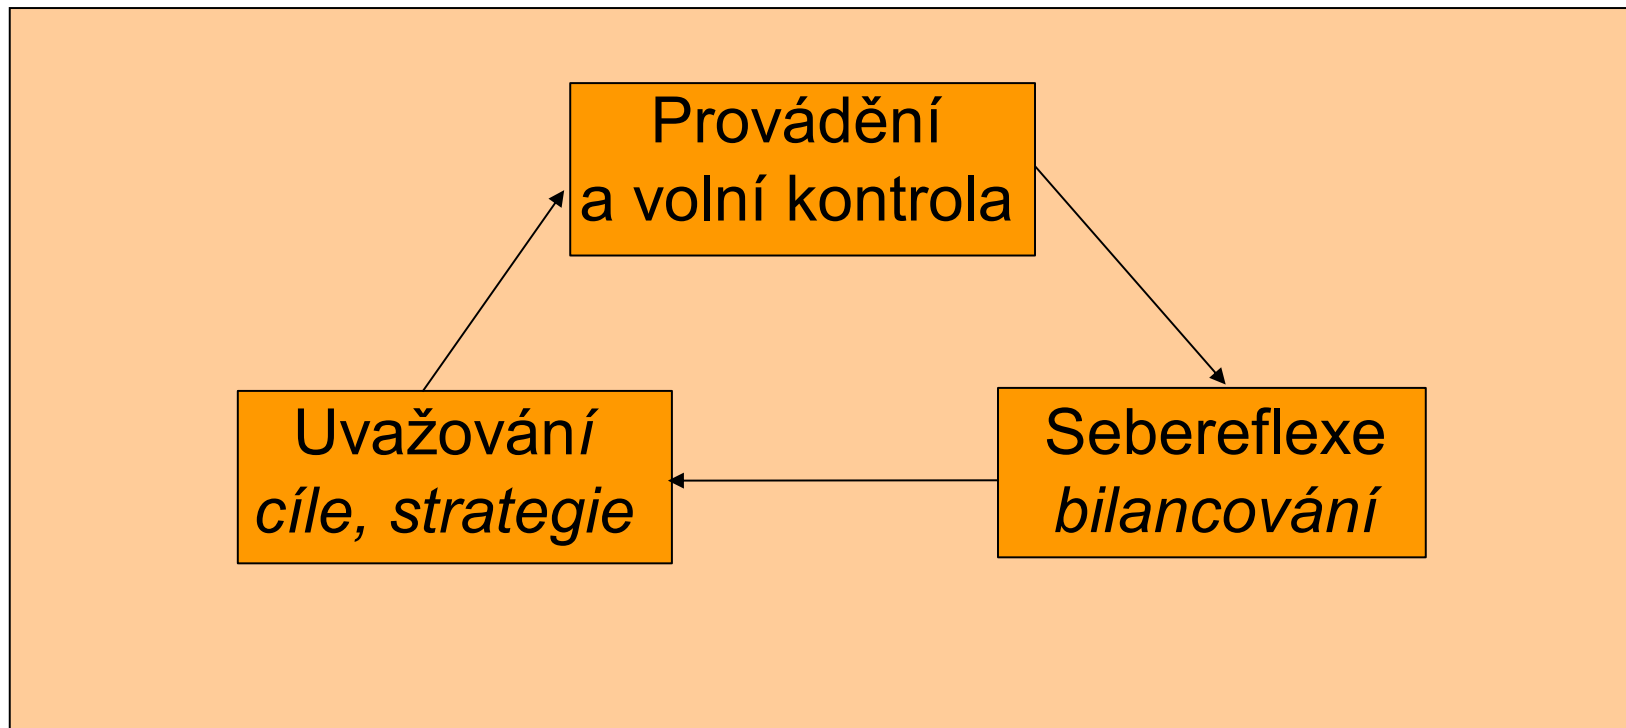 Provádění
a volní kontrola
Uvažování
cíle, strategie
Sebereflexe
bilancování